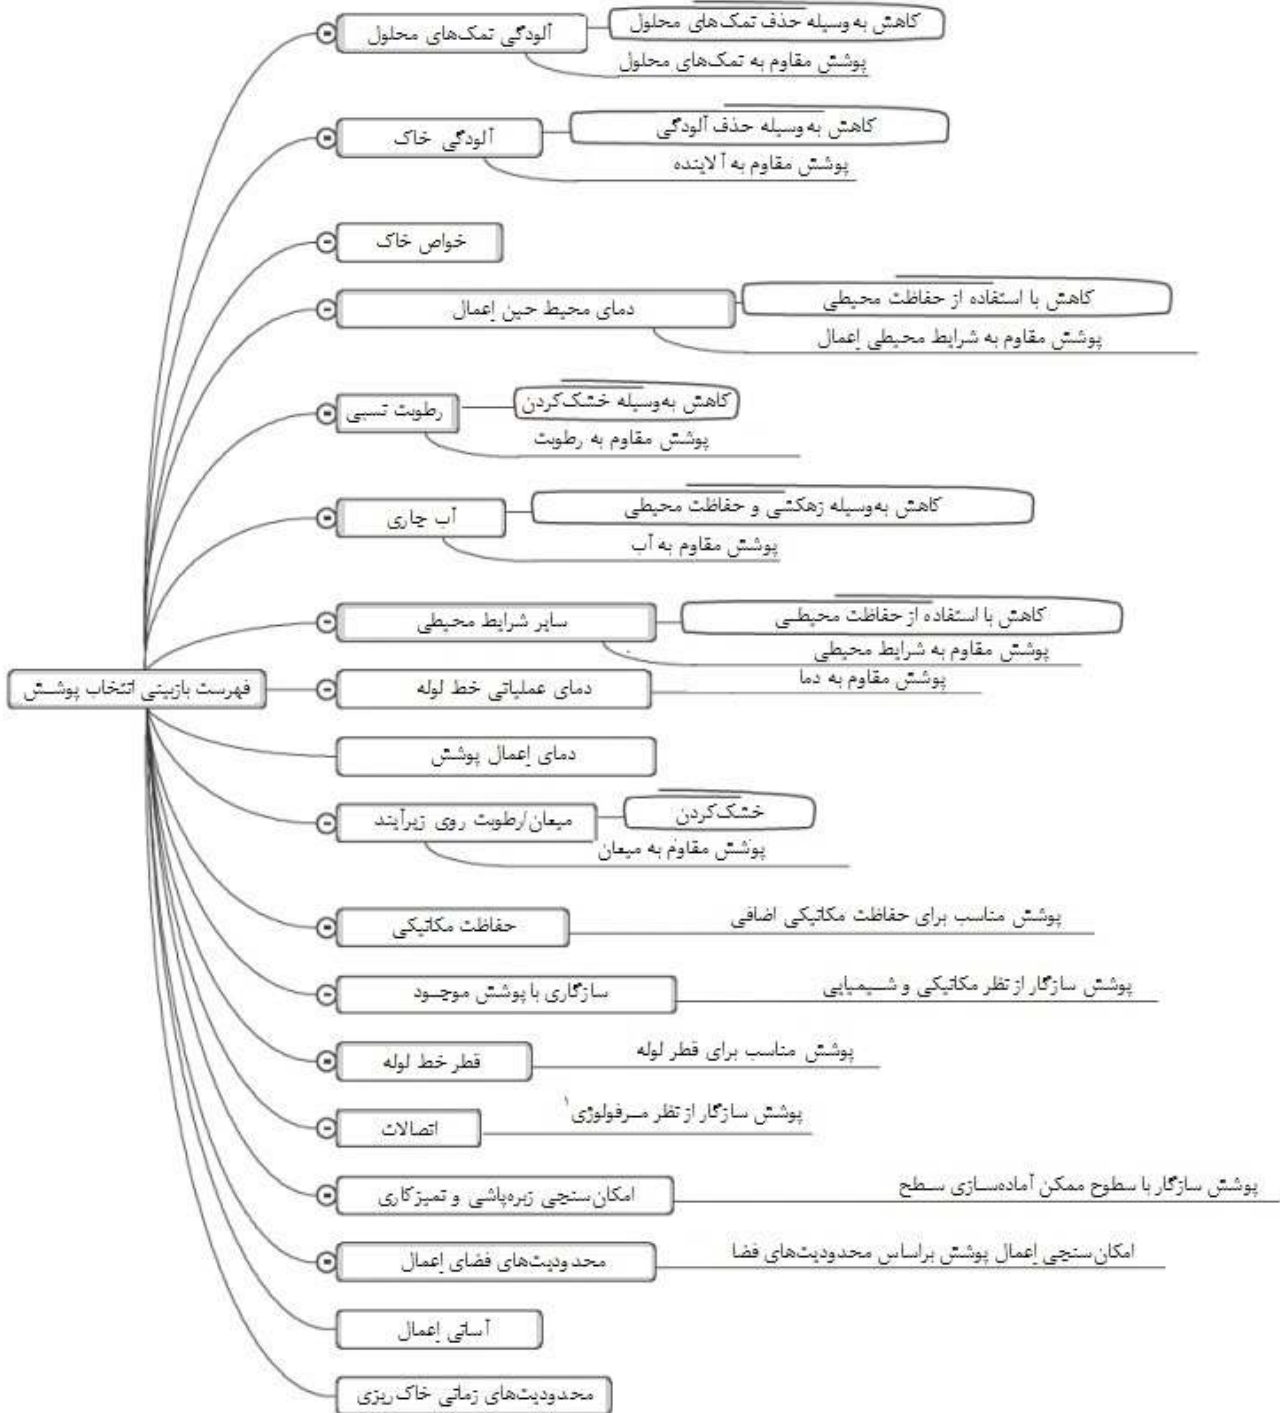 آلودگی نمک‌های محلول
کاهش به وسیله حذف نمک‌های محلول
پوشش مقاوم به نمک‌های محلول
آلودگی خاک
کاهش به وسیله حذف آلودگی
پوشش مقاوم به آلاینده
خواص خاک
دمای محیط حین اِعمال
کاهش با استفاده از حفاظت محیطی
پوشش مقاوم به شرایط محیطی اِعمال
رطوبت نسبی
کاهش به‌وسیله خشک‌کردن
پوشش مقاوم به رطوبت
آب جاری
کاهش به‌وسیله زهکشی و حفاظت محیطی
پوشش مقاوم به آب
سایر شرایط محیطی
کاهش با استفاده از حفاظت محیطی
پوشش مقاوم به شرایط محیطی
فهرست بازبینی انتخاب پوشش
دمای عملیاتی خط لوله
پوشش مقاوم به دما
دمای اِعمال پوشش
میعان/رطوبت روی زیرآیند
خشک‌کردن
پوشش مقاوم به میعان
حفاظت مکانیکی
پوشش مناسب برای حفاظت مکانیکی اضافی
سازگاری با پوشش موجود
پوشش سازگار از نظر مکانیکی و شیمیایی
قطر خط لوله
پوشش مناسب برای قطر لوله
اتصالات
پوشش سازگار از نظر مرفولوژی۱
امکان‌سنجی زبره‌پاشی و تمیزکاری
پوشش سازگار با سطوح ممکن آماده‌سازی سطح
محدودیت‌های فضای اِعمال
امکان‌سنجی اِعمال پوشش براساس محدودیت‌های فضا
آسانی اِعمال
محدودیت‌های زمانی خاک‌ریزی